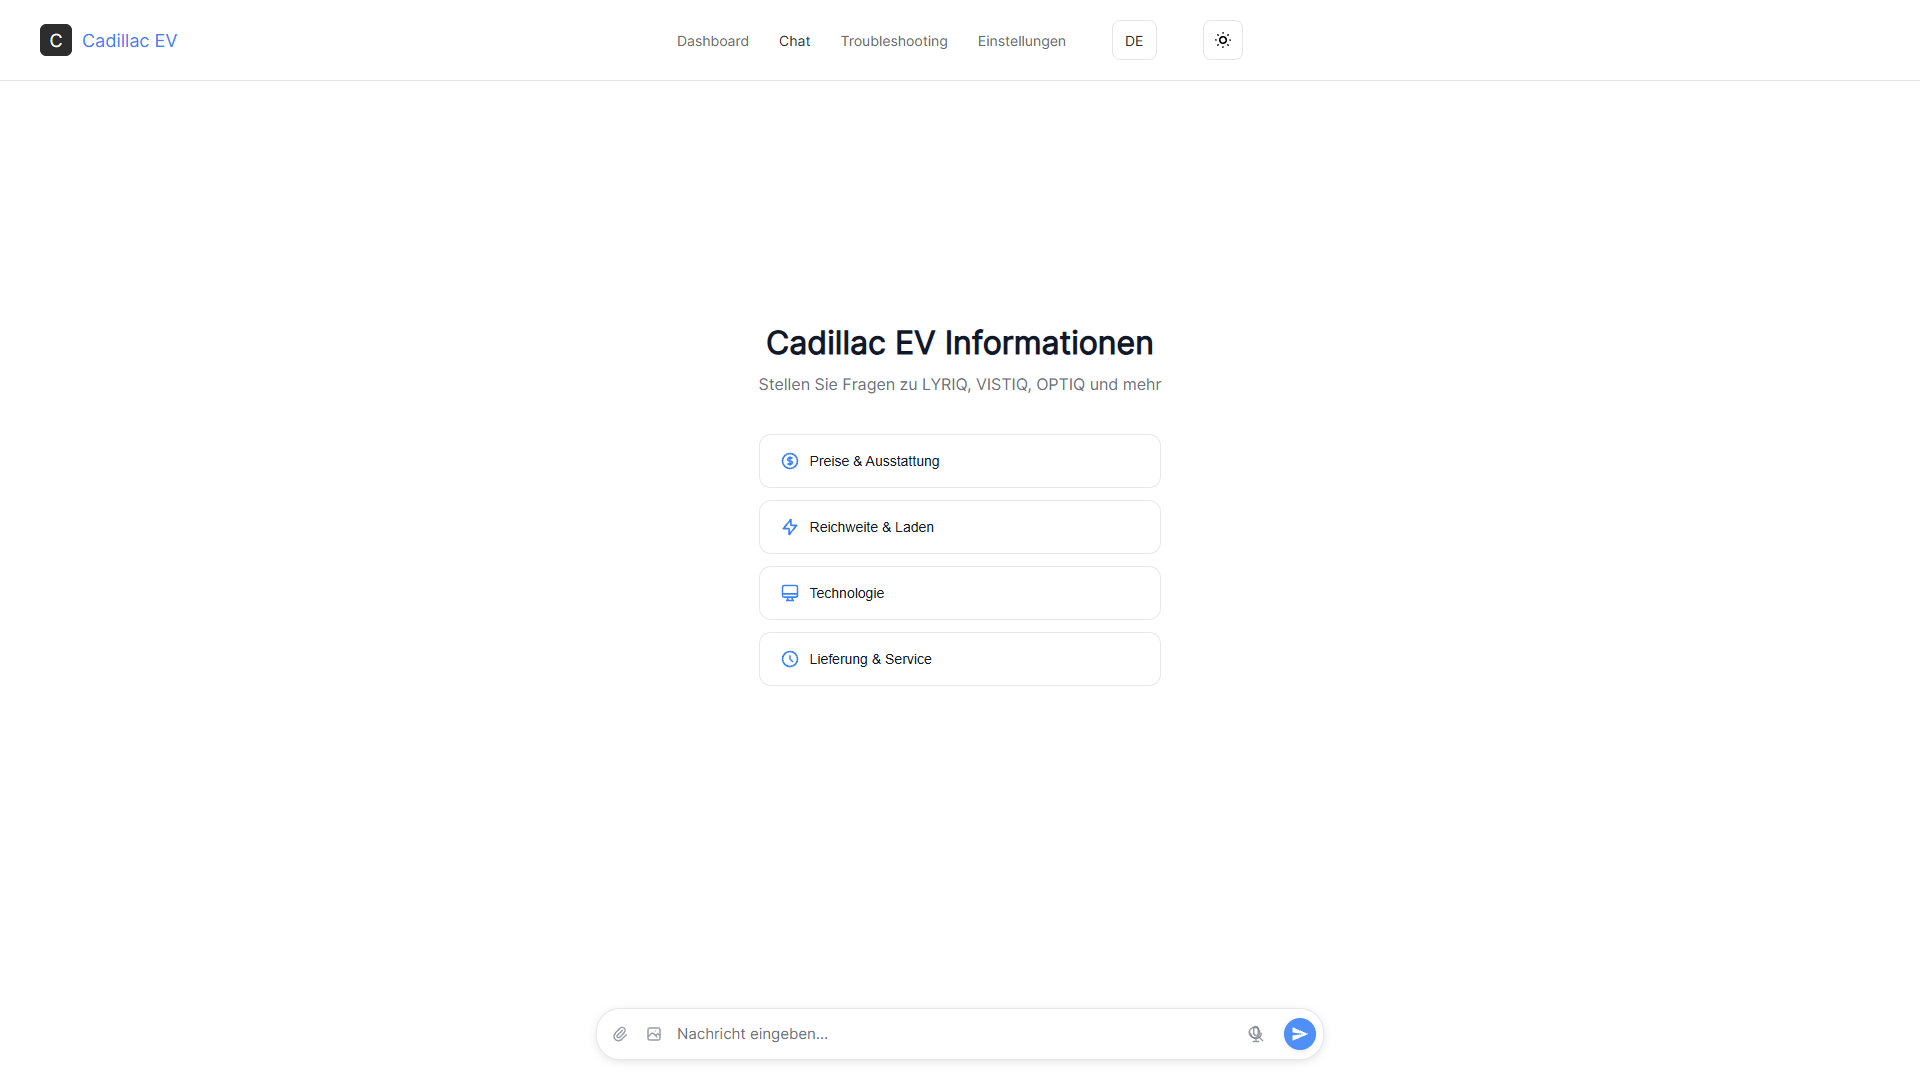 C Cadillac EV
Dashboard Chat Troubleshooting Einstellungen DE
Cadillac EV Informationen
Stellen Sie Fragen zu LYRIQ, VISTIQ, OPTIQ und mehr
Preise & Ausstattung
Reichweite & Laden
Technologie
Lieferung & Service
Nachricht eingeben...